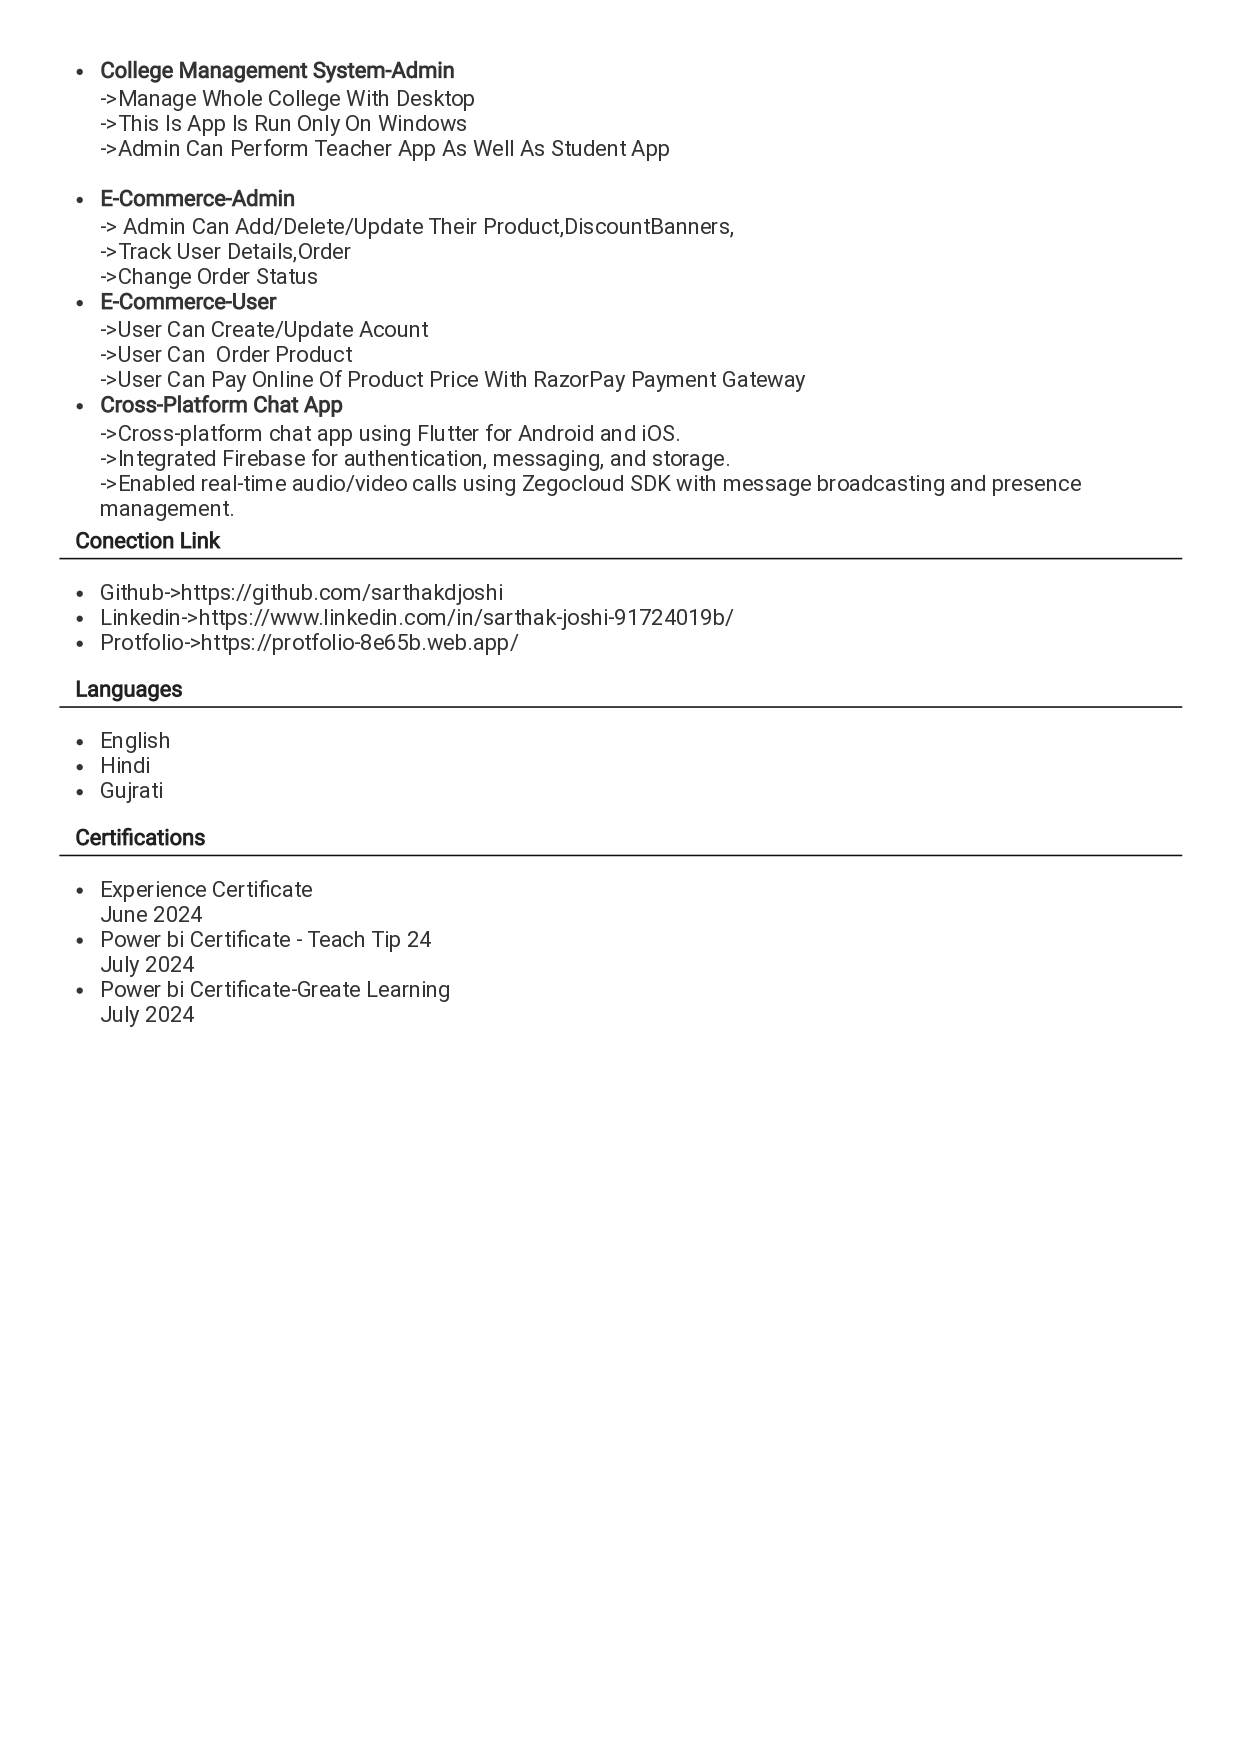 • College Management System-Admin
->Manage Whole College With Desktop
->This Is App Is Run Only On Windows
->Admin Can Perform Teacher App As Well As Student App
• E-Commerce-Admin
-> Admin Can Add/Delete/Update Their Product,DiscountBanners,
->Track User Details,Order
->Change Order Status
• E-Commerce-User
->User Can Create/Update Acount
->User Can  Order Product
->User Can Pay Online Of Product Price With RazorPay Payment Gateway
• Cross-Platform Chat App
->Cross-platform chat app using Flutter for Android and iOS.
->Integrated Firebase for authentication, messaging, and storage.
->Enabled real-time audio/video calls using Zegocloud SDK with message broadcasting and presence
management.
Conection Link
• Github->https://github.com/sarthakdjoshi
• Linkedin->https://www.linkedin.com/in/sarthak-joshi-91724019b/
• Protfolio->https://protfolio-8e65b.web.app/
Languages
• English
• Hindi
• Gujrati
Certifications
• Experience Certificate
June 2024
• Power bi Certificate - Teach Tip 24
July 2024
• Power bi Certificate-Greate Learning
July 2024